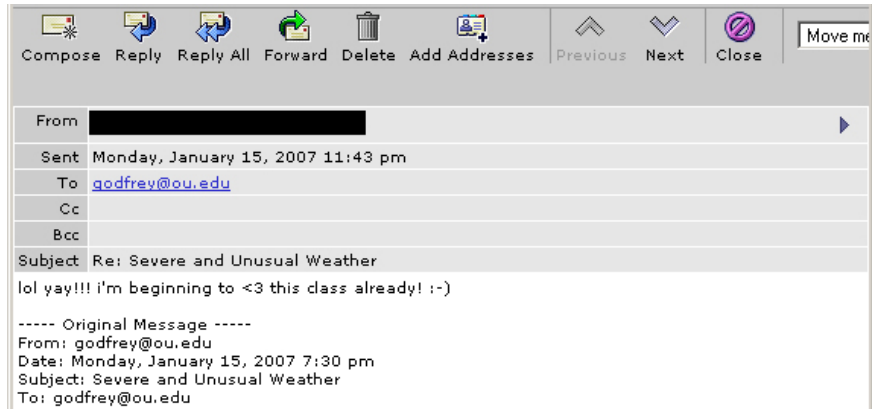 Compose Reply Reply All Forward Delete Add Addresses Previous Next Close Move me
From
Sent Monday, January 15, 2007 11:43 pm
To godfrey@ou.edu
Cc
Bcc
Subject Re: Severe and Unusual Weather
lol yay!!! i'm beginning to <3 this class already! :-)
----- Original Message -----
From: godfrey@ou.edu
Date: Monday, January 15, 2007 7:30 pm
Subject: Severe and Unusual Weather
To: godfrey@ou.edu